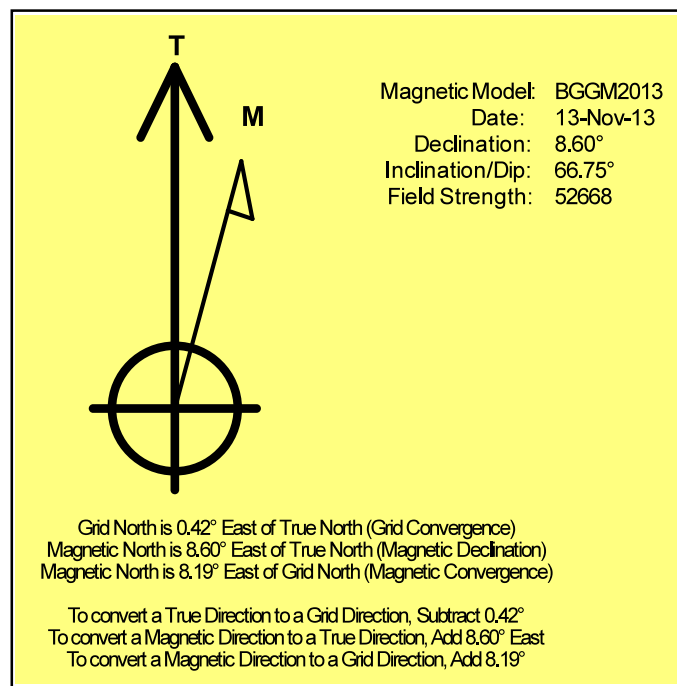 T
M
Magnetic Model: BGGM2013
Date: 13-Nov-13
Declination: 8.60°
Inclination/Dip: 66.75°
Field Strength: 52668
Grid North is 0.42° East of True North (Grid Convergence)
Magnetic North is 8.60° East of True North (Magnetic Declination)
Magnetic North is 8.19° East of Grid North (Magnetic Convergence)
To convert a True Direction to a Grid Direction, Subtract 0.42°
To convert a Magnetic Direction to a True Direction, Add 8.60° East
To convert a Magnetic Direction to a Grid Direction, Add 8.19°